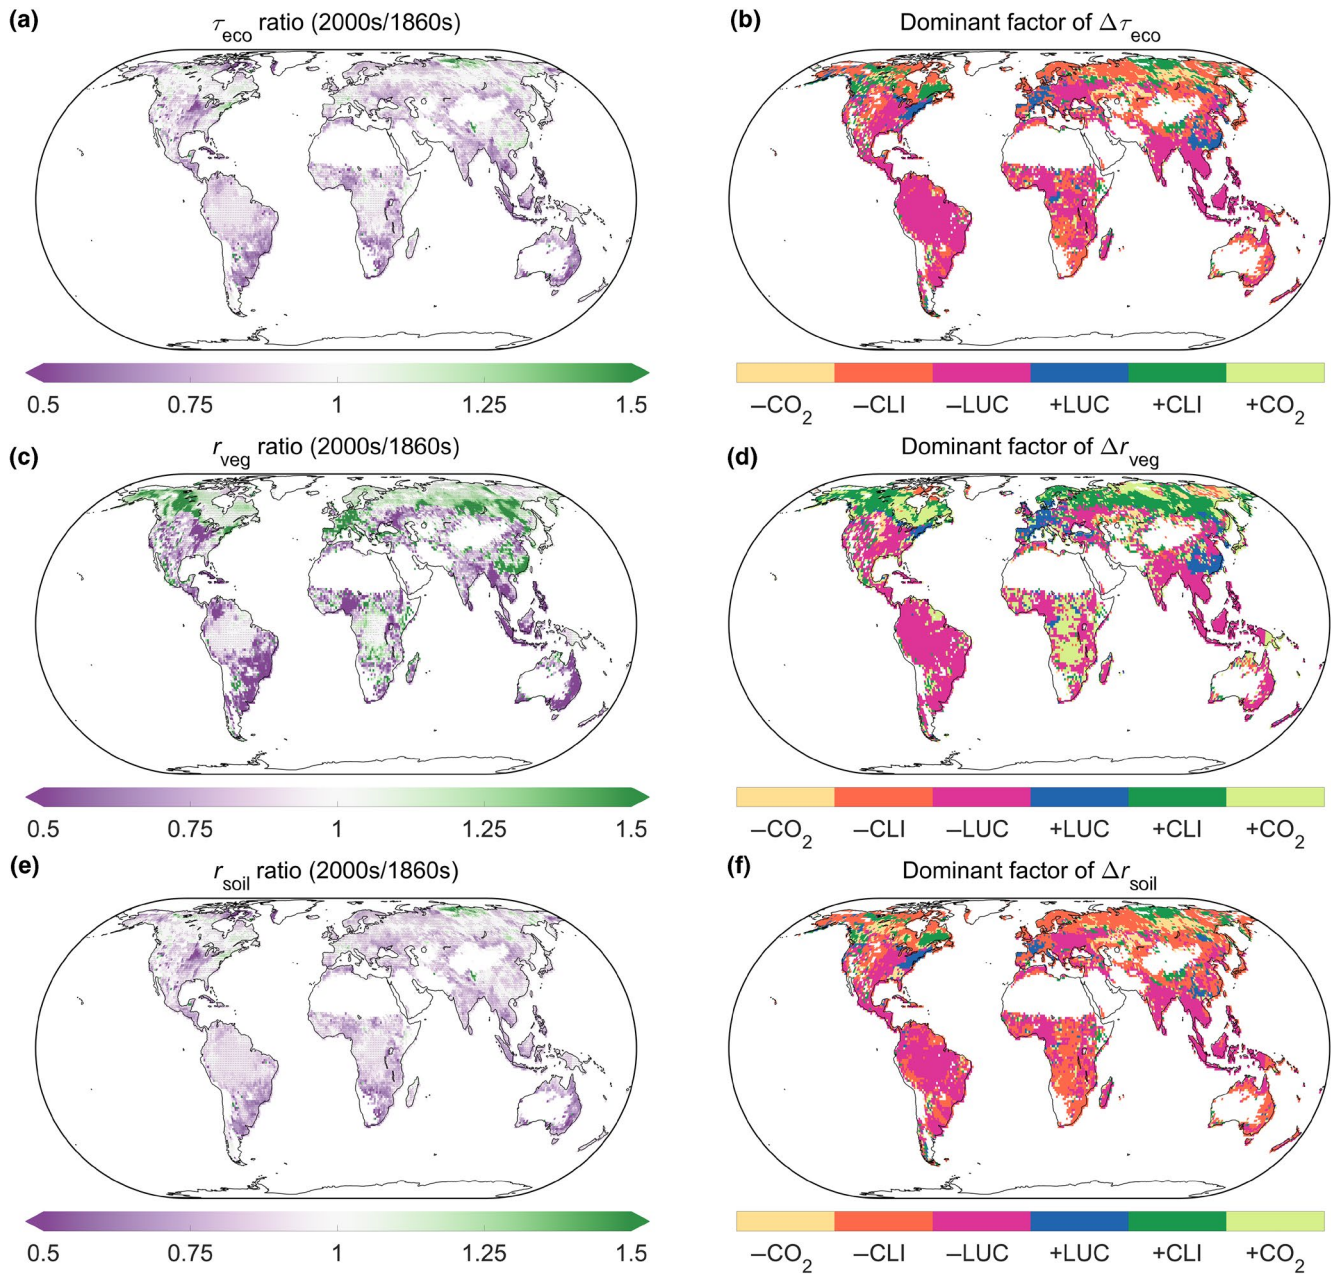 (a) τeco ratio (2000s/1860s)
(b) Dominant factor of Δτeco
0.5 0.75 1 1.25 1.5
–CO2 –CLI –LUC +LUC +CLI +CO2
(c) rveg ratio (2000s/1860s)
(d) Dominant factor of Δrveg
0.5 0.75 1 1.25 1.5
–CO2 –CLI –LUC +LUC +CLI +CO2
(e) rsoil ratio (2000s/1860s)
(f) Dominant factor of Δrsoil
0.5 0.75 1 1.25 1.5
–CO2 –CLI –LUC +LUC +CLI +CO2